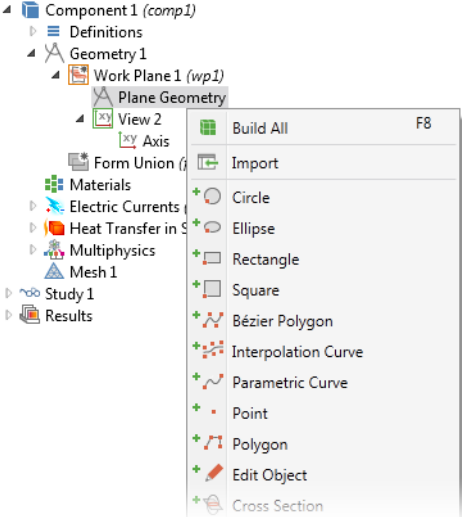 Component 1 (comp1)
Definitions
Geometry 1
Work Plane 1 (wp1)
Plane Geometry
View 2
xy
Axis
xy
Form Union
Materials
Electric Currents
Heat Transfer in S
Multiphysics
Mesh 1
Study 1
Results
Build All F8
Import
Circle
Ellipse
Rectangle
Square
Bézier Polygon
Interpolation Curve
Parametric Curve
Point
Polygon
Edit Object
Cross Section